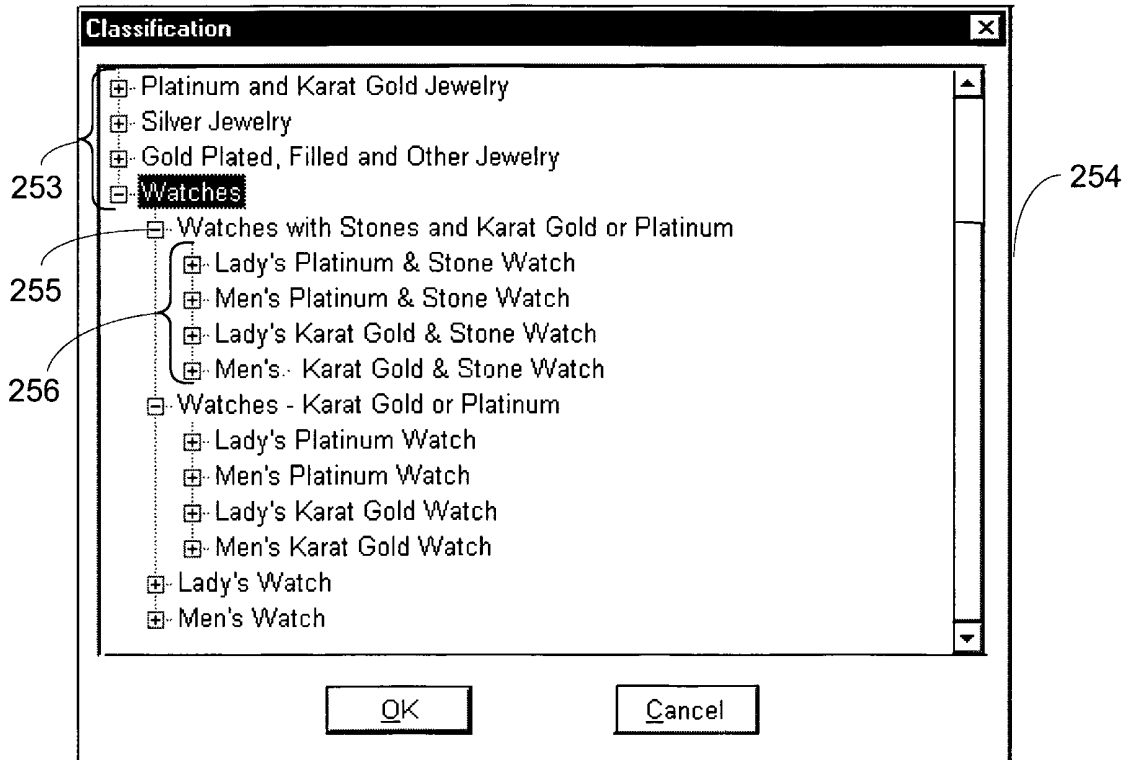 Classification
Platinum and Karat Gold Jewelry
Silver Jewelry
Gold Plated, Filled and Other Jewelry
253
Watches
254
Watches with Stones and Karat Gold or Platinum
255
Lady's Platinum & Stone Watch
Men's Platinum & Stone Watch
Lady's Karat Gold & Stone Watch
256
Men's Karat Gold & Stone Watch
Watches - Karat Gold or Platinum
Lady's Platinum Watch
Men's Platinum Watch
Lady's Karat Gold Watch
Men's Karat Gold Watch
Lady's Watch
Men's Watch
OK Cancel